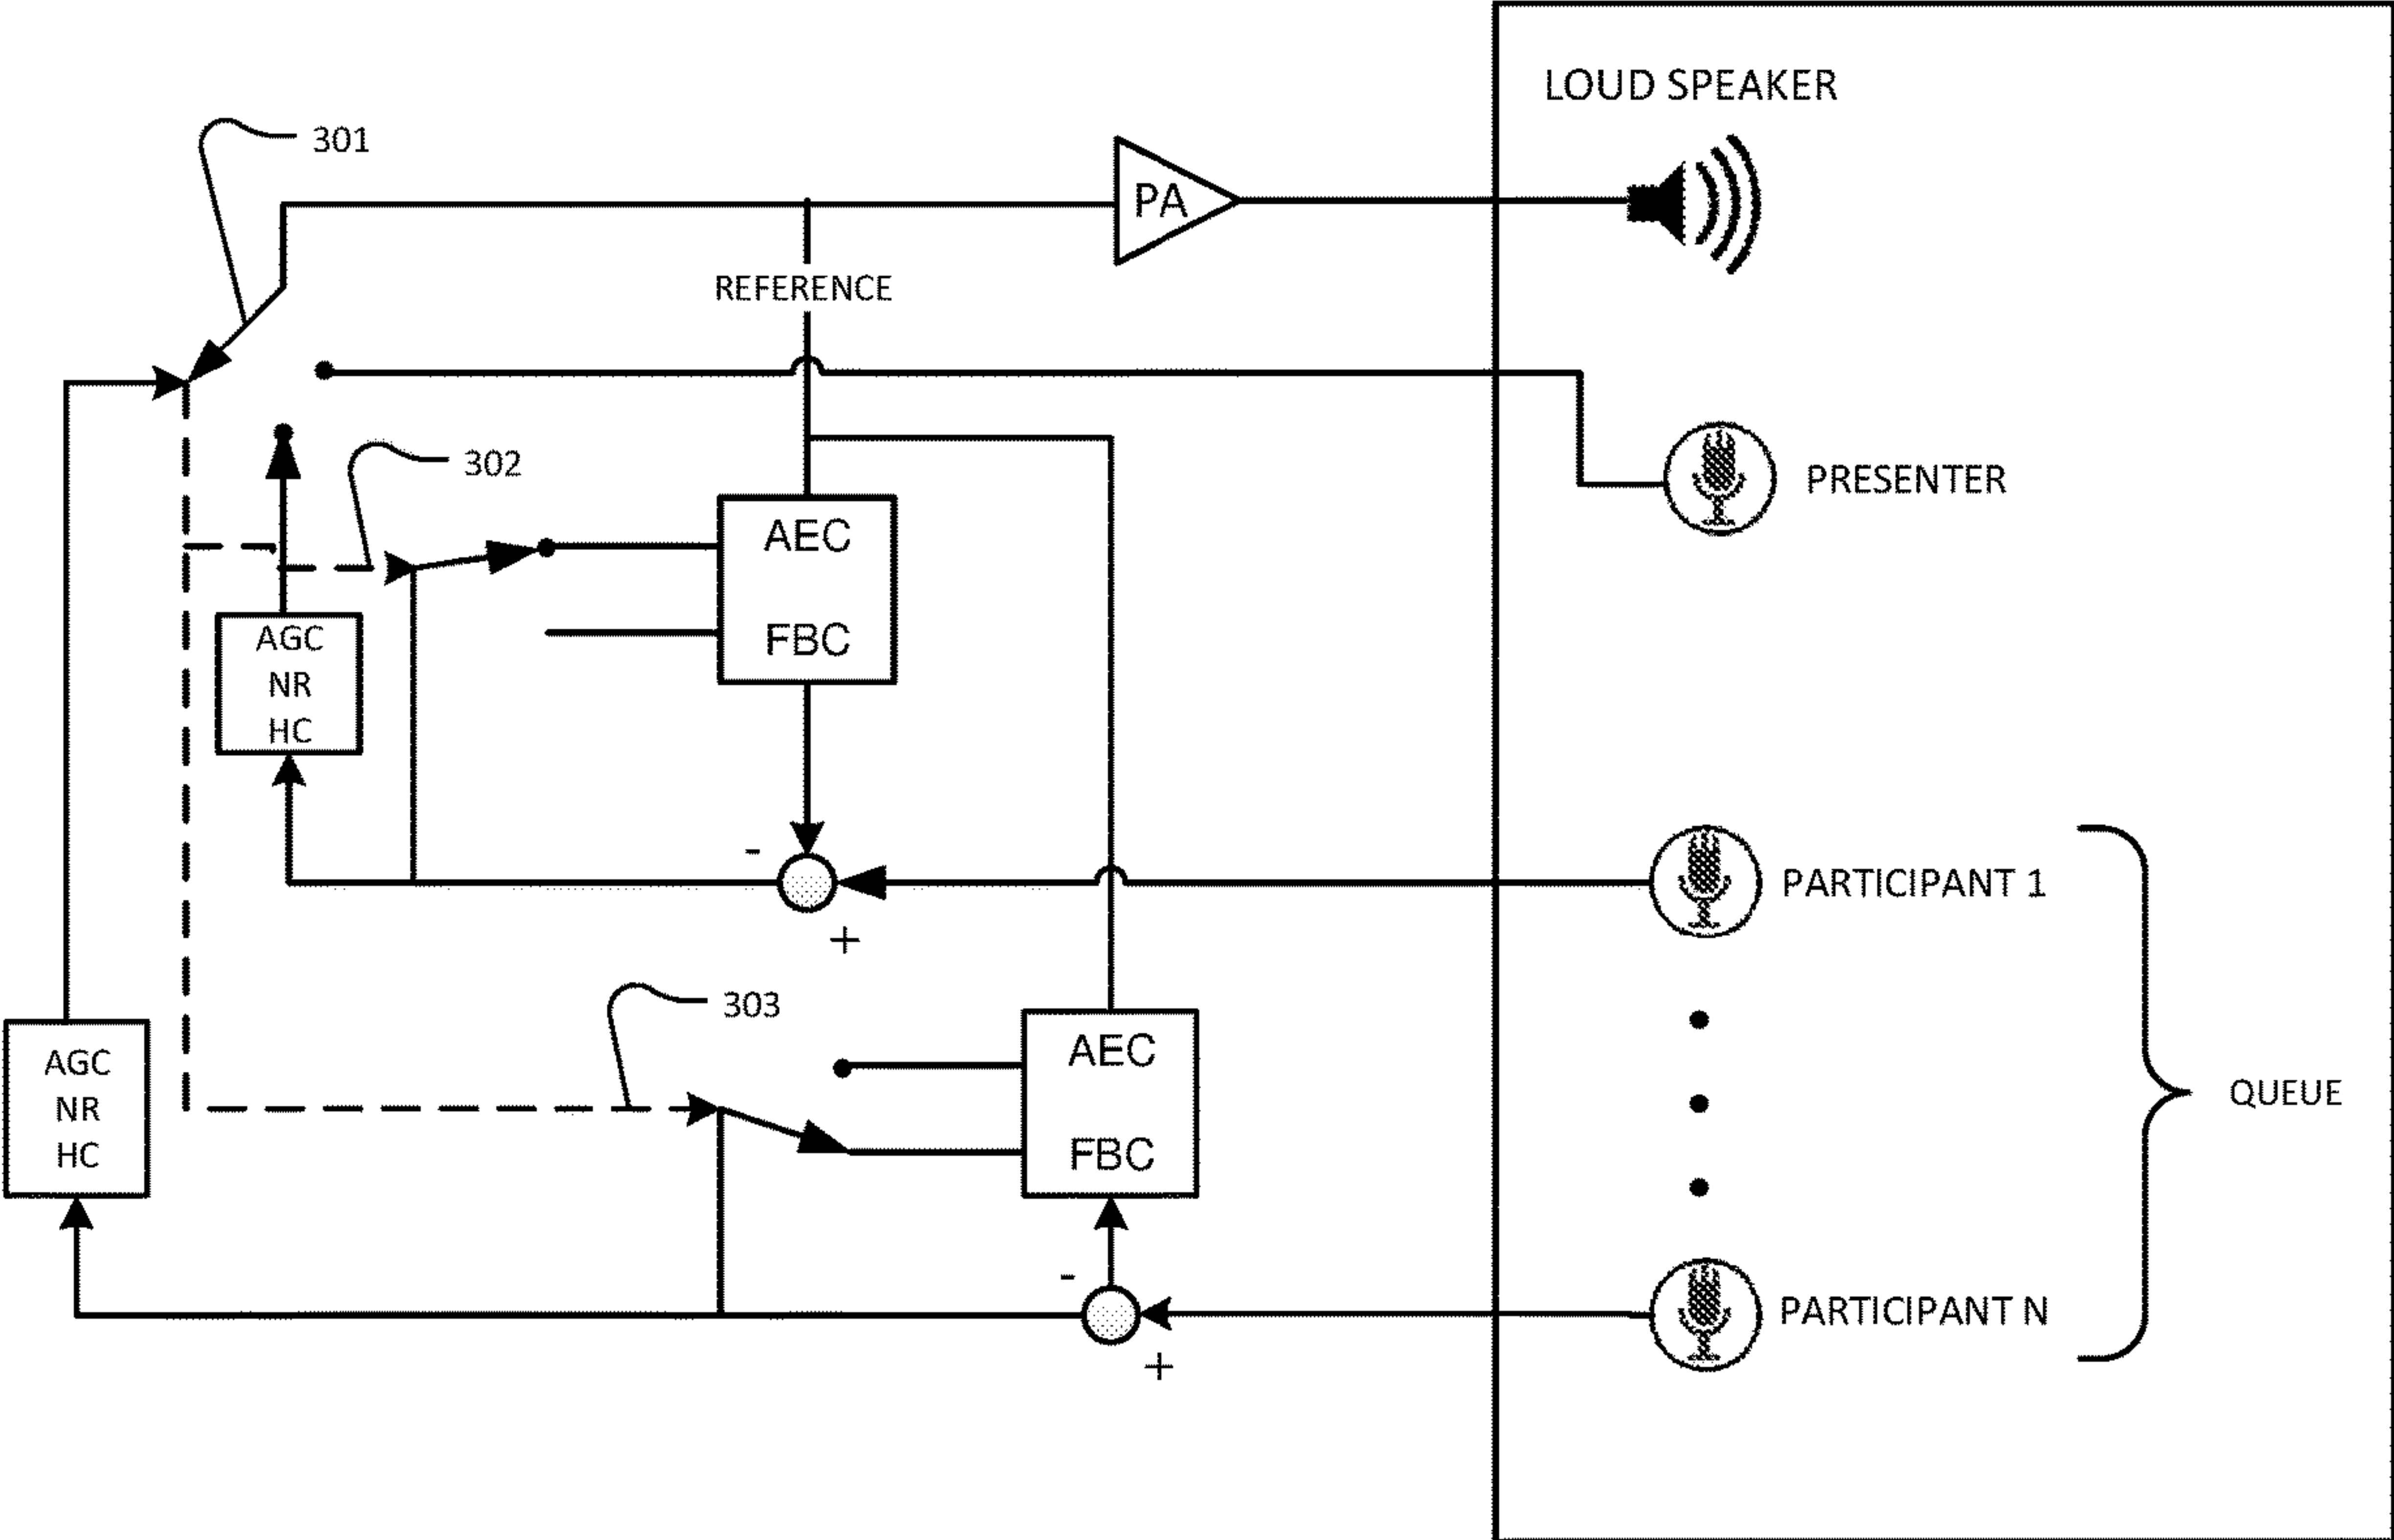 LOUD SPEAKER
301
PA
REFERENCE
302
PRESENTER
AEC
FBC
AGC
NR
HC
-
PARTICIPANT 1
+
303
AEC
FBC
AGC
NR
HC
QUEUE
-
PARTICIPANT N
+